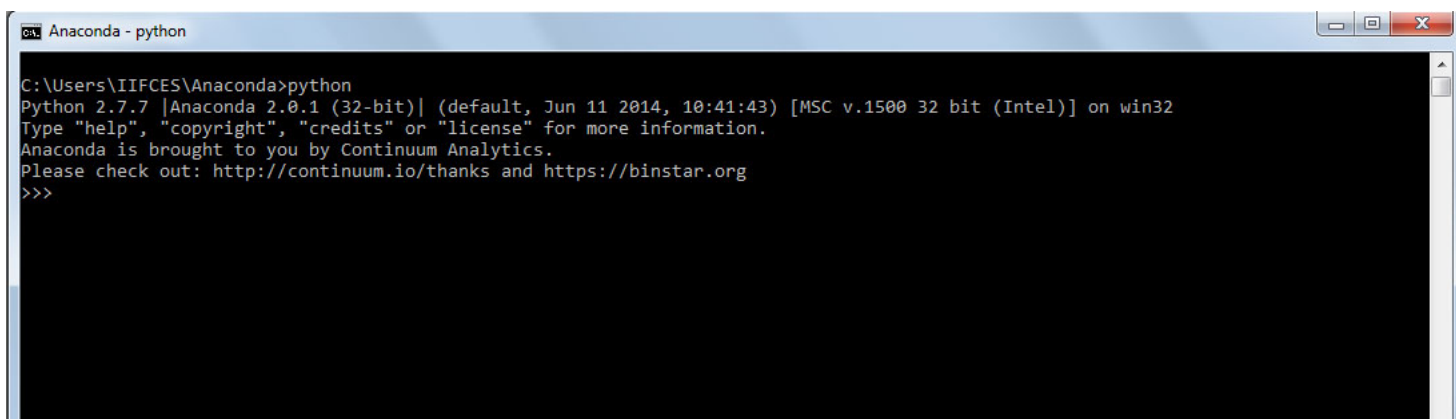 Anaconda - python
C:\Users\IIFCES\Anaconda>python
Python 2.7.7 |Anaconda 2.0.1 (32-bit)| (default, Jun 11 2014, 10:41:43) [MSC v.1500 32 bit (Intel)] on win32
Type "help", "copyright", "credits" or "license" for more information.
Anaconda is brought to you by Continuum Analytics.
Please check out: http://continuum.io/thanks and https://binstar.org
>>>